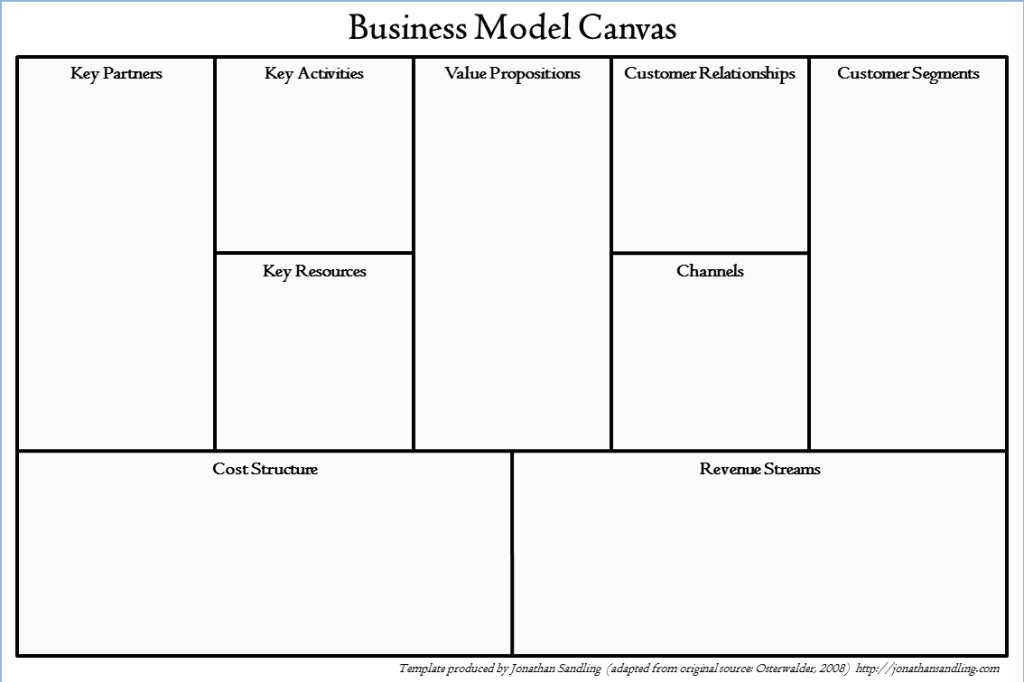 Business Model Canvas
Key Partners
Key Activities
Value Propositions
Customer Relationships
Customer Segments
Key Resources
Channels
Cost Structure
Revenue Streams
Template produced by Jonathan Sandling (adapted from original source: Osterwalder, 2008) http://jonathansandling.com